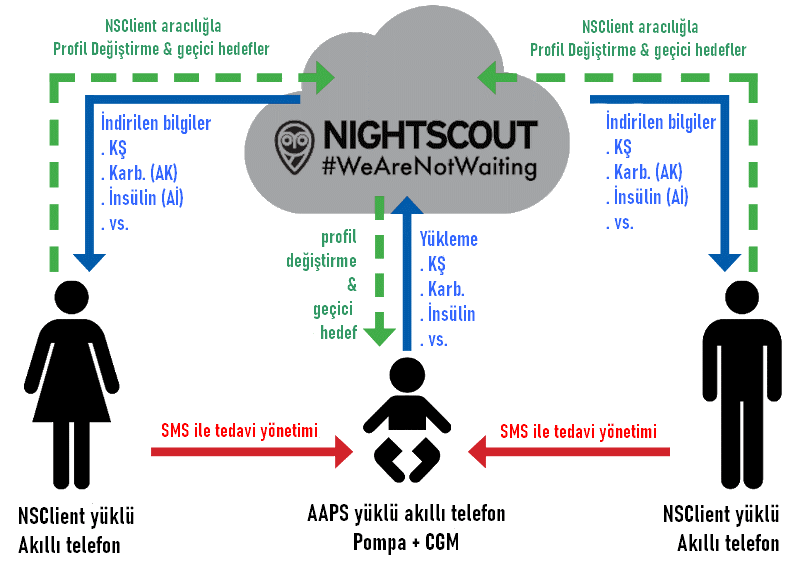 NSClient aracılığla
Profil Değiştirme & geçici hedefler
NSClient aracılığla
Profil Değiştirme & geçici hedefler
İndirilen bilgiler
. KŞ
. Karb. (AK)
. İnsülin (Aİ)
. vs.
NIGHTSCOUT
#WeAreNotWaiting
İndirilen bilgiler
. KŞ
. Karb. (AK)
. İnsülin (Aİ)
. vs.
profil
değiştirme
&
geçici
hedef
Yükleme
. KŞ
. Karb.
. İnsülin
. vs.
SMS ile tedavi yönetimi
SMS ile tedavi yönetimi
NSClient yüklü
Akıllı telefon
AAPS yüklü akıllı telefon
Pompa + CGM
NSClient yüklü
Akıllı telefon